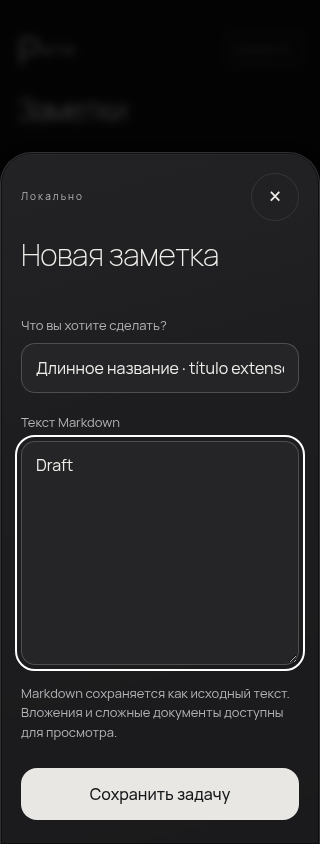 Заметки
Локально
×
Новая заметка
Что вы хотите сделать?
Длинное название · título extens
Текст Markdown
Draft
Markdown сохраняется как исходный текст.
Вложения и сложные документы доступны
для просмотра.
Сохранить задачу